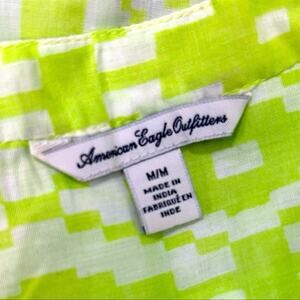 American Eagle Outfitters
M/M
MADE IN
INDIA
FABRIQUÉ EN
INDE